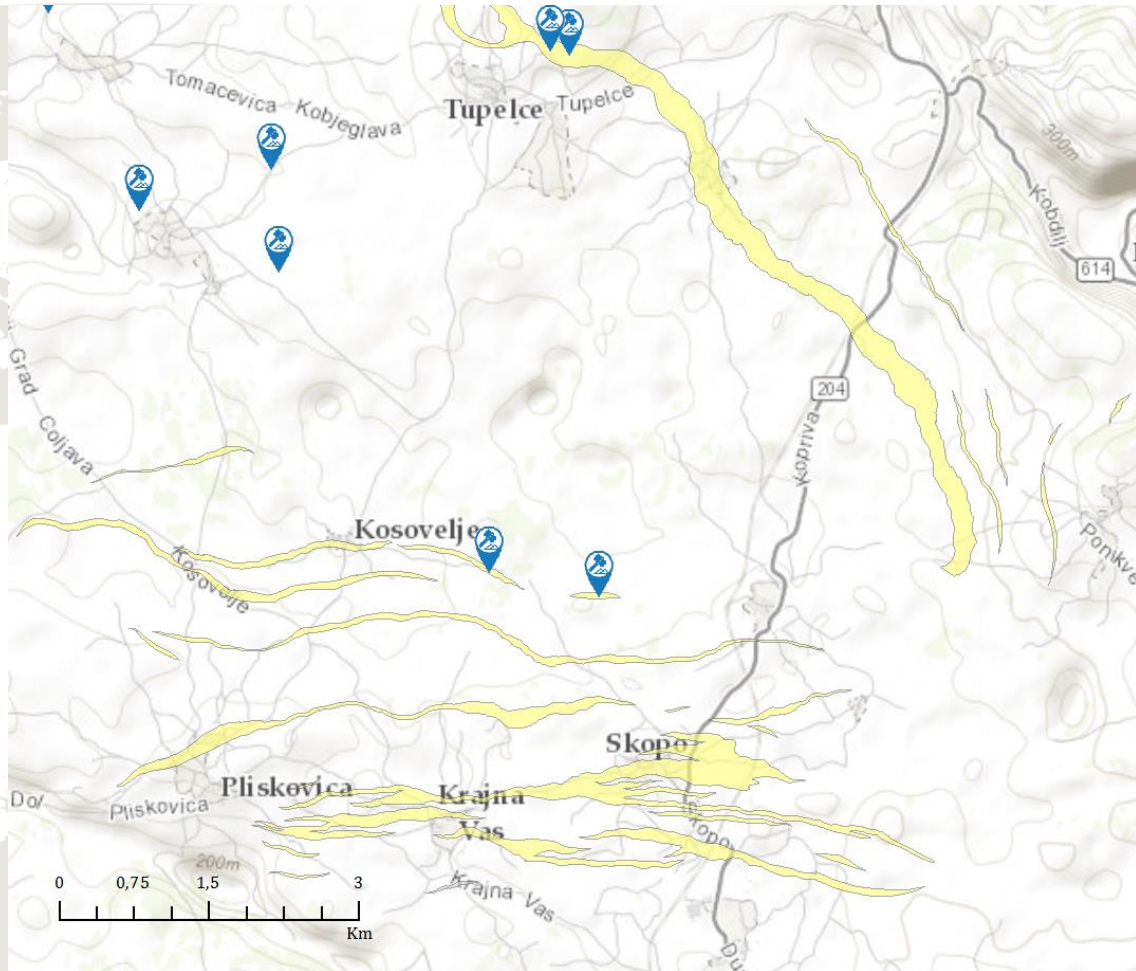 Tupelce
Tupelce
Tomacevica - Kobjeglava
300m
Kobdilj
614
204
Kopriva
Grad - Coljava
Kosovelje
Kosovelje
Ponikve
Skopo
Skopo
Pliskovica
Pliskovica
Krajna
Vas
Do/
200m
Krajna Vas
0 0,75 1,5 3
Km